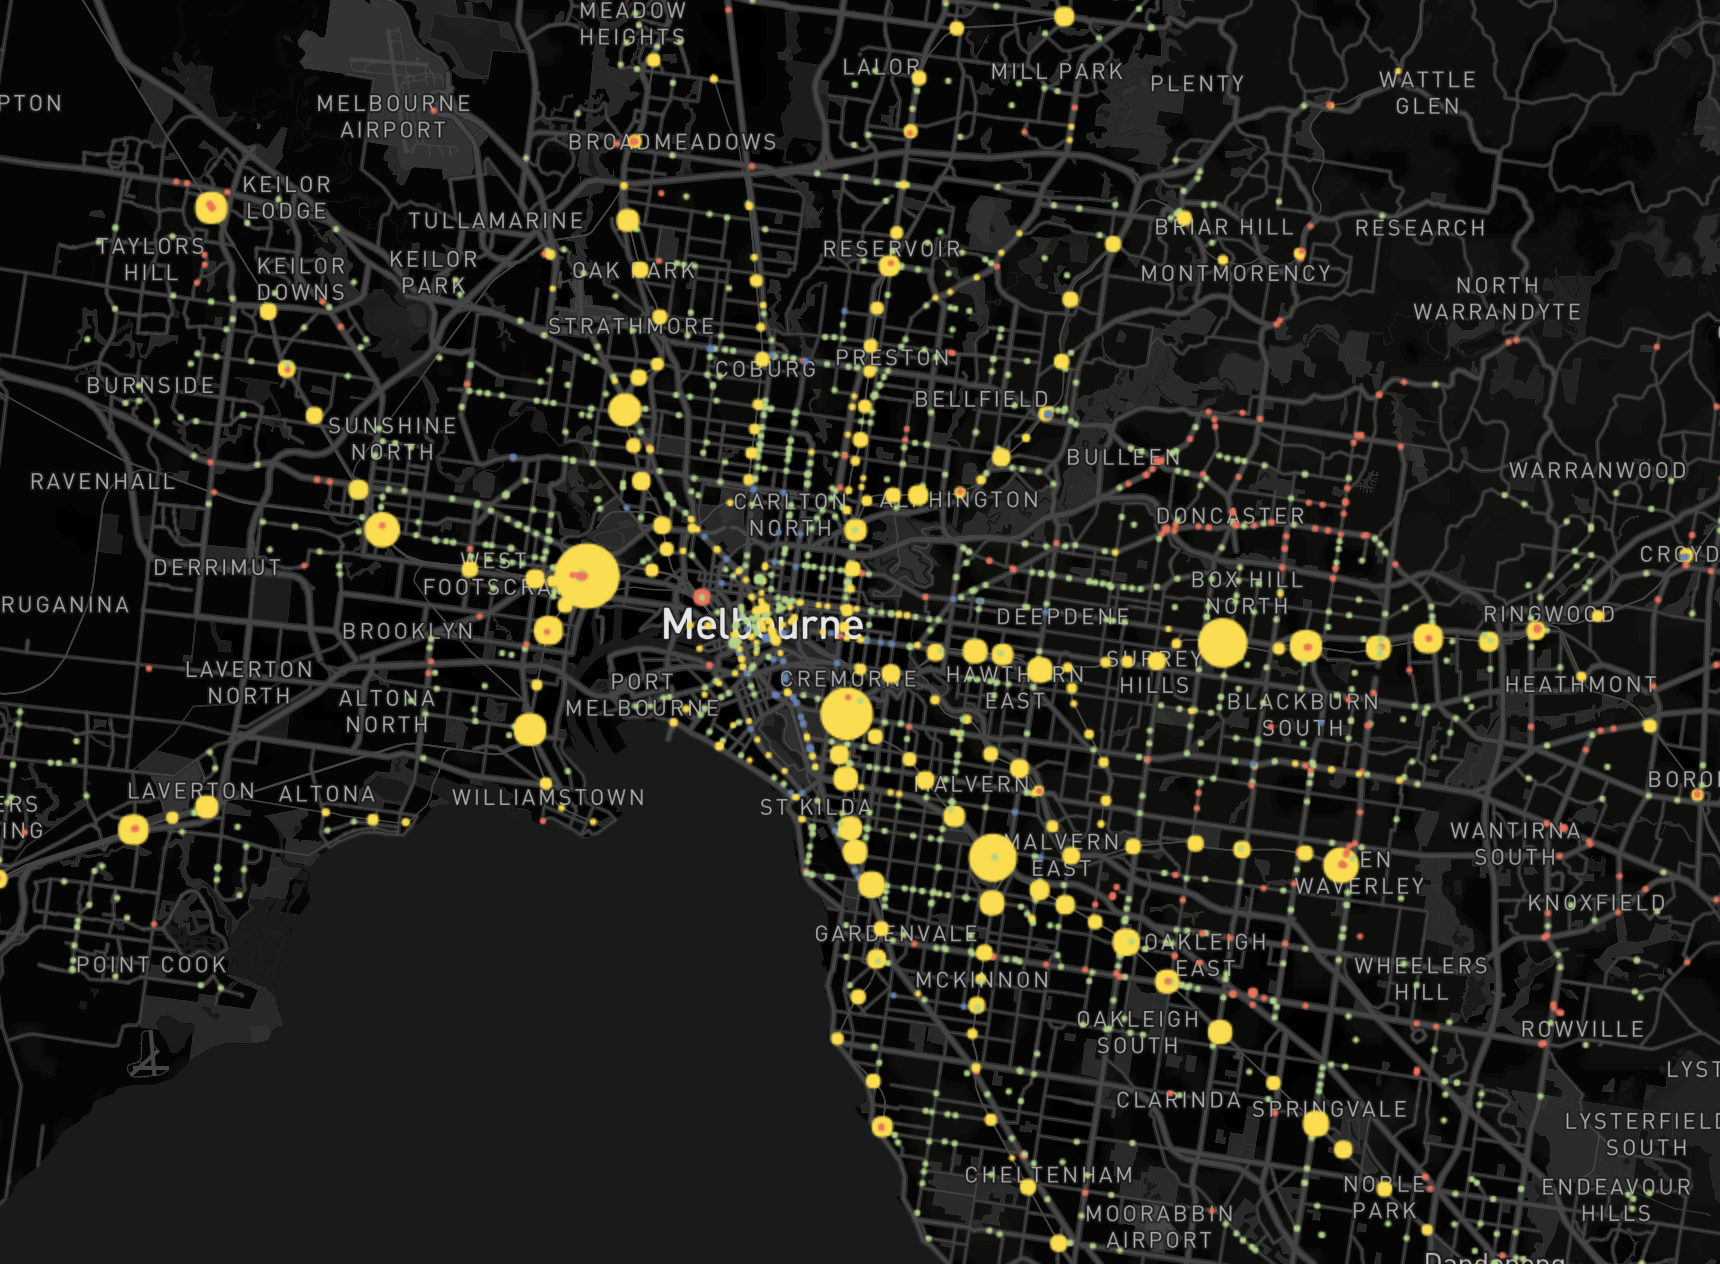 MEADOW
HEIGHTS
LALOR
MILL PARK
PLENTY
WATTLE
GLEN
PTON
MELBOURNE
AIRPORT
BROADMEADOWS
KEILOR
LODGE
TULLAMARINE
BRIAR HILL
RESEARCH
TAYLORS
HILL
KEILOR
DOWNS
KEILOR
PARK
OAK PARK
RESERVOIR
MONTMORENCY
NORTH
WARRANDYTE
STRATHMORE
COBURG
PRESTON
BURNSIDE
BELLFIELD
SUNSHINE
NORTH
BULLEEN
WARRANWOOD
RAVENHALL
CARLTON
NORTH
ALPHINGTON
DONCASTER
DERRIMUT
WEST
FOOTSCRA
CROYD
BOX HILL
NORTH
RUGANINA
BROOKLYN
Melbourne
DEEPDENE
RINGWOOD
LAVERTON
NORTH
ALTONA
NORTH
PORT
MELBOURNE
CREMORNE
HAWTHORN
EAST
SURREY
HILLS
BLACKBURN
SOUTH
HEATHMONT
LAVERTON
ALTONA
WILLIAMSTOWN
ST KILDA
MALVERN
BORO
ERS
ING
MALVERN
EAST
EN
WAVERLEY
WANTIRNA
SOUTH
KNOXFIELD
POINT COOK
GARDENVALE
MCKINNON
OAKLEIGH
EAST
WHEELERS
HILL
OAKLEIGH
SOUTH
ROWVILLE
LYST
CLARINDA
SPRINGVALE
LYSTERFIELD
SOUTH
CHELTENHAM
NOBLE
PARK
ENDEAVOUR
HILLS
MOORABBIN
AIRPORT
Dandenong